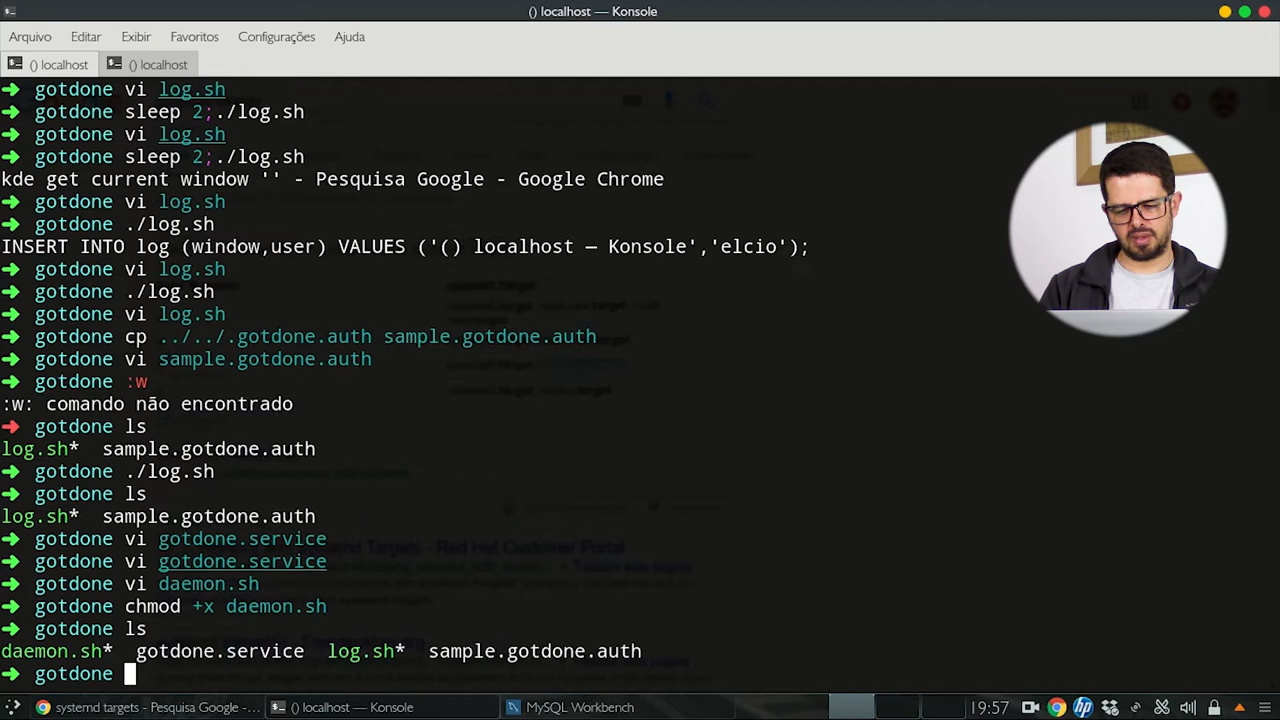 () localhost — Konsole
Arquivo Editar Exibir Favoritos Configurações Ajuda
() localhost () localhost
➜ gotdone vi log.sh
➜ gotdone sleep 2;./log.sh
➜ gotdone vi log.sh
➜ gotdone sleep 2;./log.sh
kde get current window '' - Pesquisa Google - Google Chrome
➜ gotdone vi log.sh
➜ gotdone ./log.sh
INSERT INTO log (window,user) VALUES ('() localhost — Konsole','elcio');
➜ gotdone vi log.sh
➜ gotdone ./log.sh
➜ gotdone vi log.sh
➜ gotdone cp ../../.gotdone.auth sample.gotdone.auth
➜ gotdone vi sample.gotdone.auth
➜ gotdone :w
:w: comando não encontrado
➜ gotdone ls
log.sh* sample.gotdone.auth
➜ gotdone ./log.sh
➜ gotdone ls
log.sh* sample.gotdone.auth
➜ gotdone vi gotdone.service
➜ gotdone vi gotdone.service
➜ gotdone vi daemon.sh
➜ gotdone chmod +x daemon.sh
➜ gotdone ls
daemon.sh* gotdone.service log.sh* sample.gotdone.auth
➜ gotdone
systemd targets - Pesquisa Google -... () localhost — Konsole MySQL Workbench 19:57